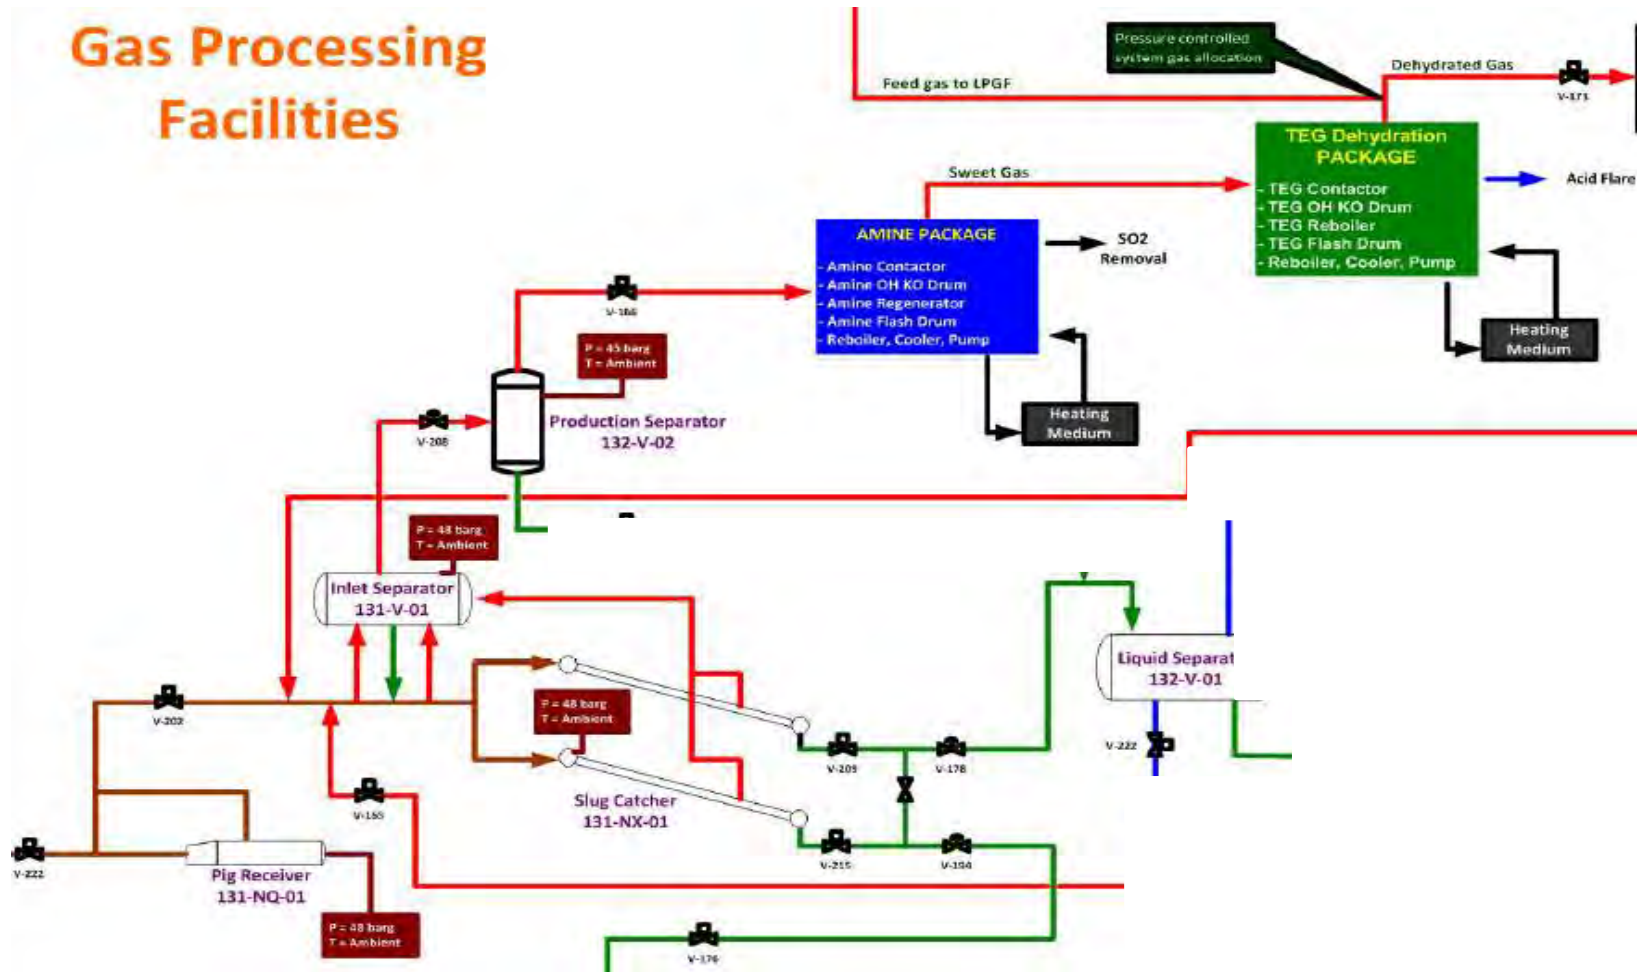 Gas Processing
Facilities
Pressure controlled
system gas allocation
Feed gas to LPGF
Dehydrated Gas
V-171
TEG Dehydration
PACKAGE
- TEG Contactor
- TEG OH KO Drum
- TEG Reboiler
- TEG Flash Drum
- Reboiler, Cooler, Pump
Acid Flare
Sweet Gas
AMINE PACKAGE
- Amine Contactor
- Amine OH KO Drum
- Amine Regenerator
- Amine Flash Drum
- Reboiler, Cooler, Pump
SO2
Removal
Heating
Medium
Heating
Medium
P = 45 barg
T = Ambient
V-208
Production Separator
132-V-02
P = 48 barg
T = Ambient
Inlet Separator
131-V-01
V-202
P = 48 barg
T = Ambient
Liquid Separat
132-V-01
V-222
V-209
V-178
Slug Catcher
131-NX-01
V-215
V-194
V-222
Pig Receiver
131-NQ-01
P = 48 barg
T = Ambient
V-176